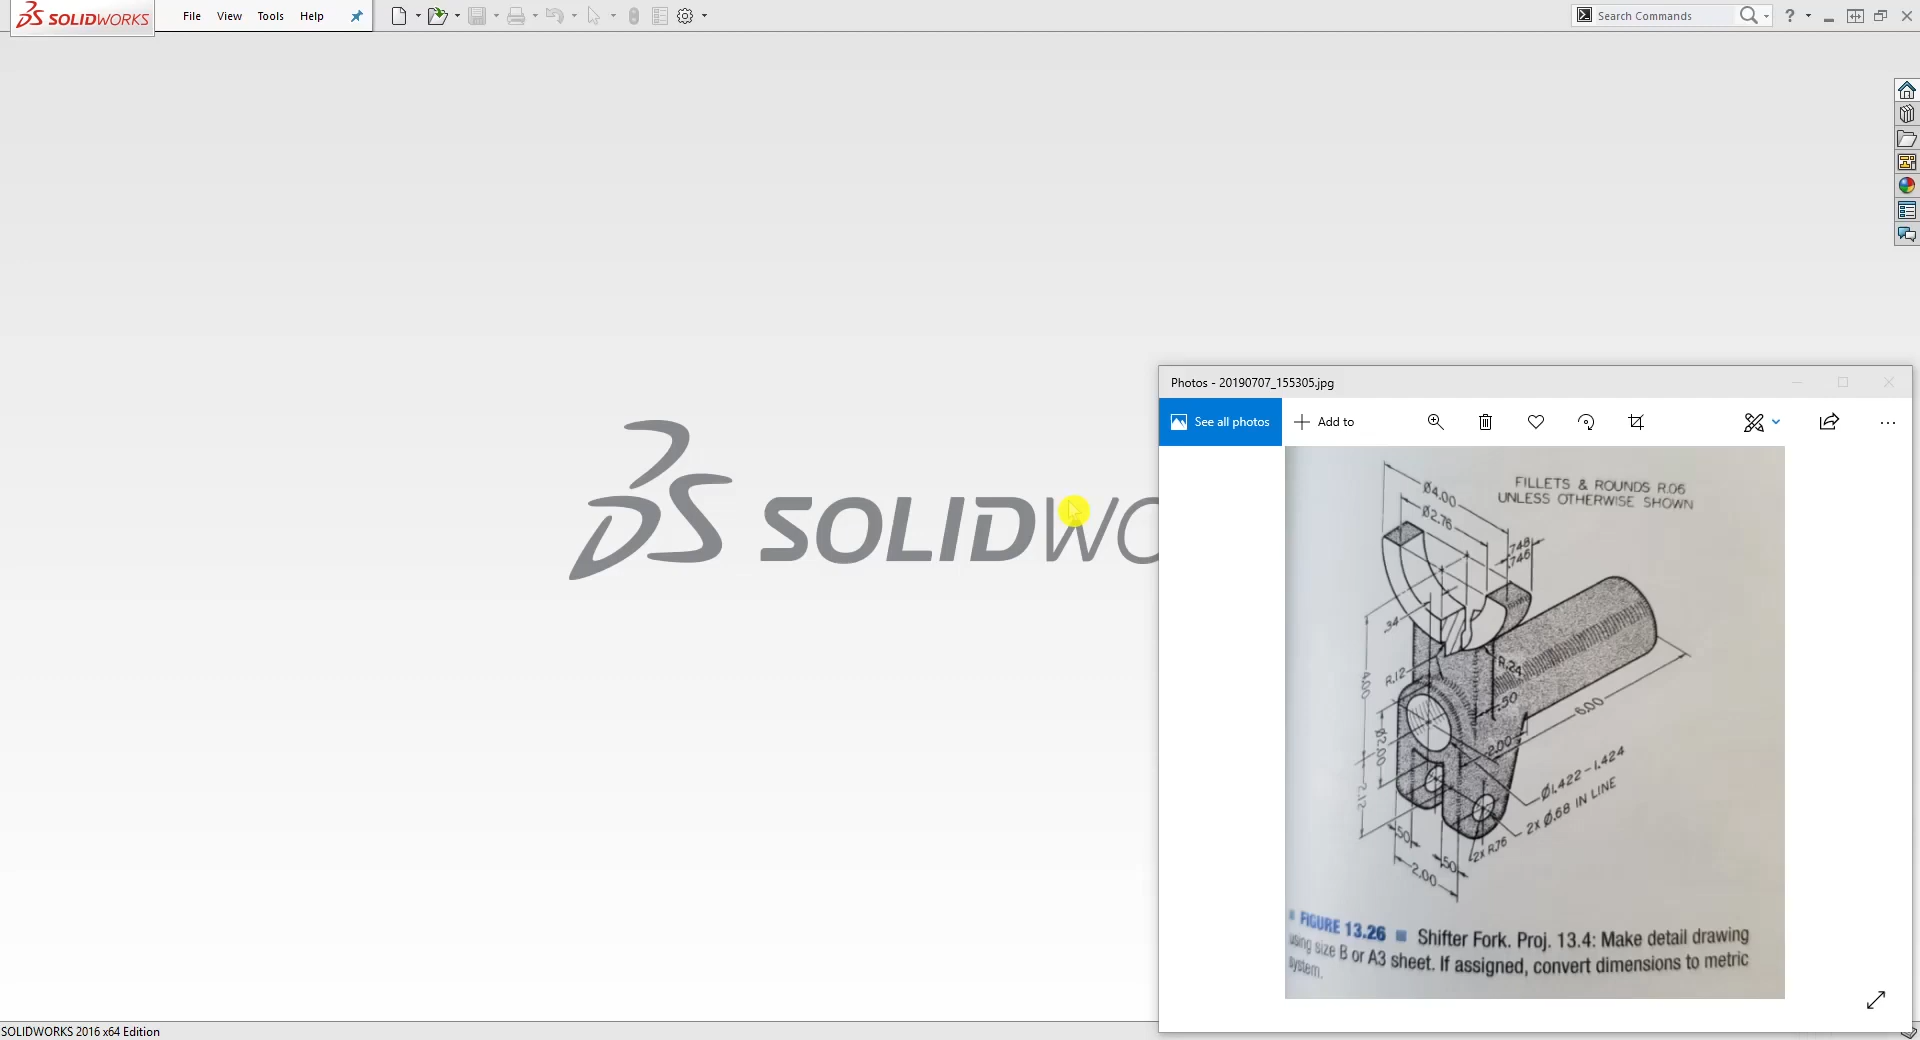 SOLIDWORKS File View Tools Help Search Commands ?
Photos - 20190707_155305.jpg
See all photos Add to
SOLIDWO
FILLETS & ROUNDS R.06
UNLESS OTHERWISE SHOWN
Ø4.00
Ø2.76
.748
.746
.34
R.12
R.24
4.00
.50
6.00
Ø2.00
2.00
Ø1.422-1.424
2X Ø.68 IN LINE
2.12
.50
.50
2X R.76
2.00
FIGURE 13.26 Shifter Fork. Proj. 13.4: Make detail drawing
using size B or A3 sheet. If assigned, convert dimensions to metric
system.
SOLIDWORKS 2016 x64 Edition